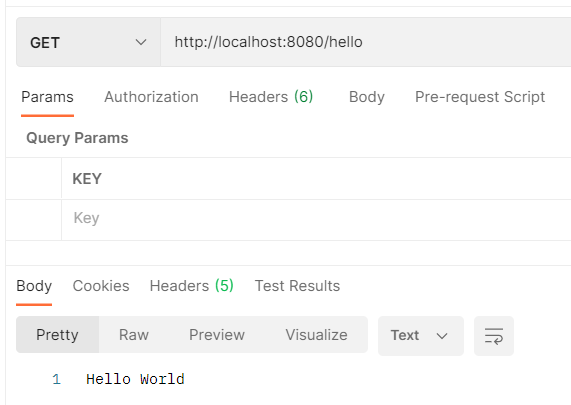 GET http://localhost:8080/hello
Params Authorization Headers (6) Body Pre-request Script
Query Params
KEY
Key
Body Cookies Headers (5) Test Results
Pretty Raw Preview Visualize Text
1 Hello World